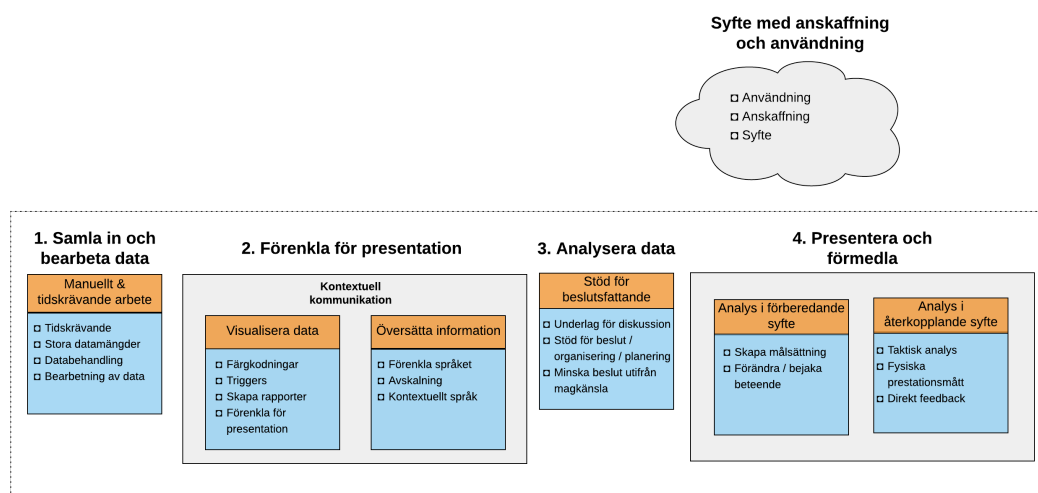 Syfte med anskaffning
och användning
Användning
Anskaffning
Syfte
1. Samla in och
bearbeta data
Manuellt &
tidskrävande arbete
Tidskrävande
Stora datamängder
Databehandling
Bearbetning av data
2. Förenkla för presentation
Kontextuell
kommunikation
Visualisera data
Färgkodningar
Triggers
Skapa rapporter
Förenkla för
presentation
Översätta information
Förenkla språket
Avskalning
Kontextuellt språk
3. Analysera data
Stöd för
beslutsfattande
Underlag för diskussion
Stöd för beslut /
organisering / planering
Minska beslut utifrån
magkänsla
4. Presentera och
förmedla
Analys i förberedande
syfte
Skapa målsättning
Förändra / bejaka
beteende
Analys i
återkopplande syfte
Taktisk analys
Fysiska
prestationsmått
Direkt feedback